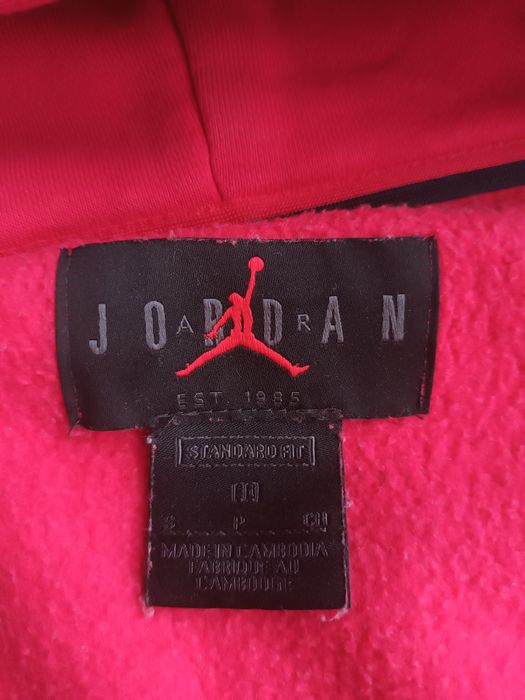 JORDAN
AIR
EST. 1985
STANDARD FIT
S P CH
MADE IN CAMBODIA
FABRIQUE AU
CAMBODGE